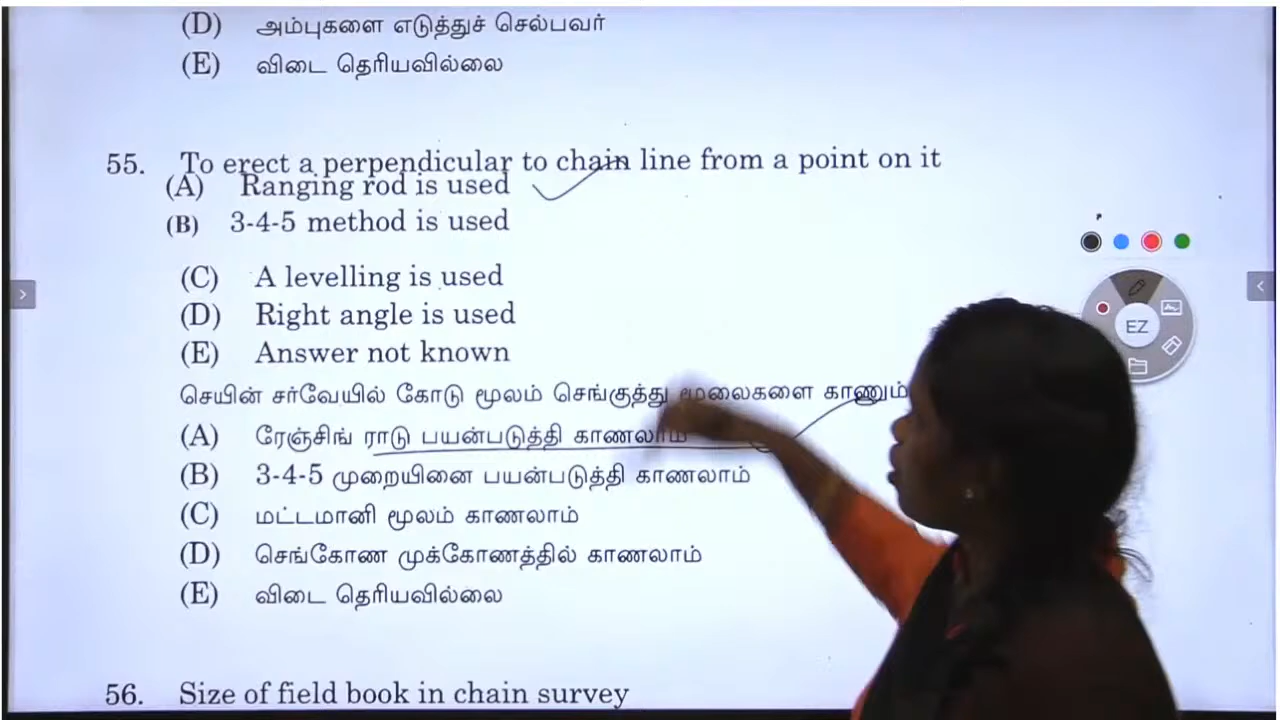 (D) அம்புகளை எடுத்துச் செல்பவர்
(E) விடை தெரியவில்லை
55. To erect a perpendicular to chain line from a point on it
(A) Ranging rod is used
(B) 3-4-5 method is used
(C) A levelling is used
(D) Right angle is used
(E) Answer not known
செயின் சர்வேயில் கோடு மூலம் செங்குத்து மூலைகளை காணும்
(A) ரேஞ்சிங் ராடு பயன்படுத்தி காணலாம்
(B) 3-4-5 முறையினை பயன்படுத்தி காணலாம்
(C) மட்டமானி மூலம் காணலாம்
(D) செங்கோண முக்கோணத்தில் காணலாம்
(E) விடை தெரியவில்லை
56. Size of field book in chain survey
EZ